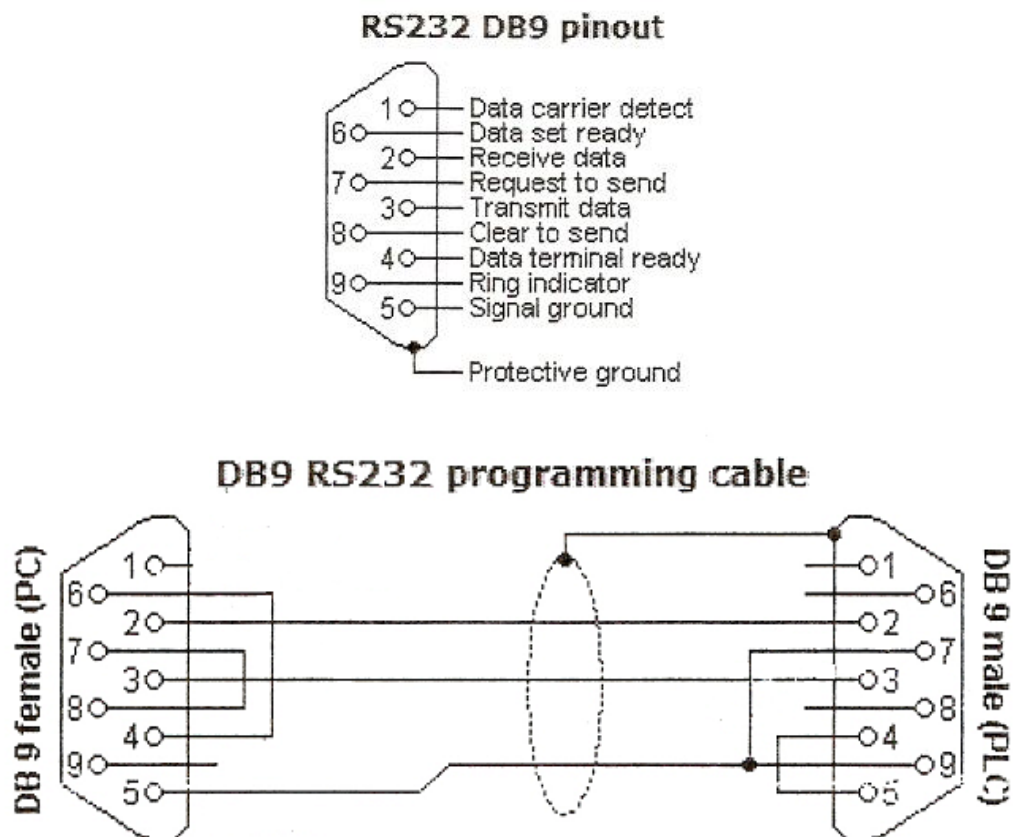 RS232 DB9 pinout
1 Data carrier detect
6 Data set ready
2 Receive data
7 Request to send
3 Transmit data
8 Clear to send
4 Data terminal ready
9 Ring indicator
5 Signal ground
Protective ground
DB9 RS232 programming cable
DB 9 female (PC)
1
6
2
7
3
8
4
9
5
1
6
2
7
3
8
4
9
5
DB 9 male (PLC)